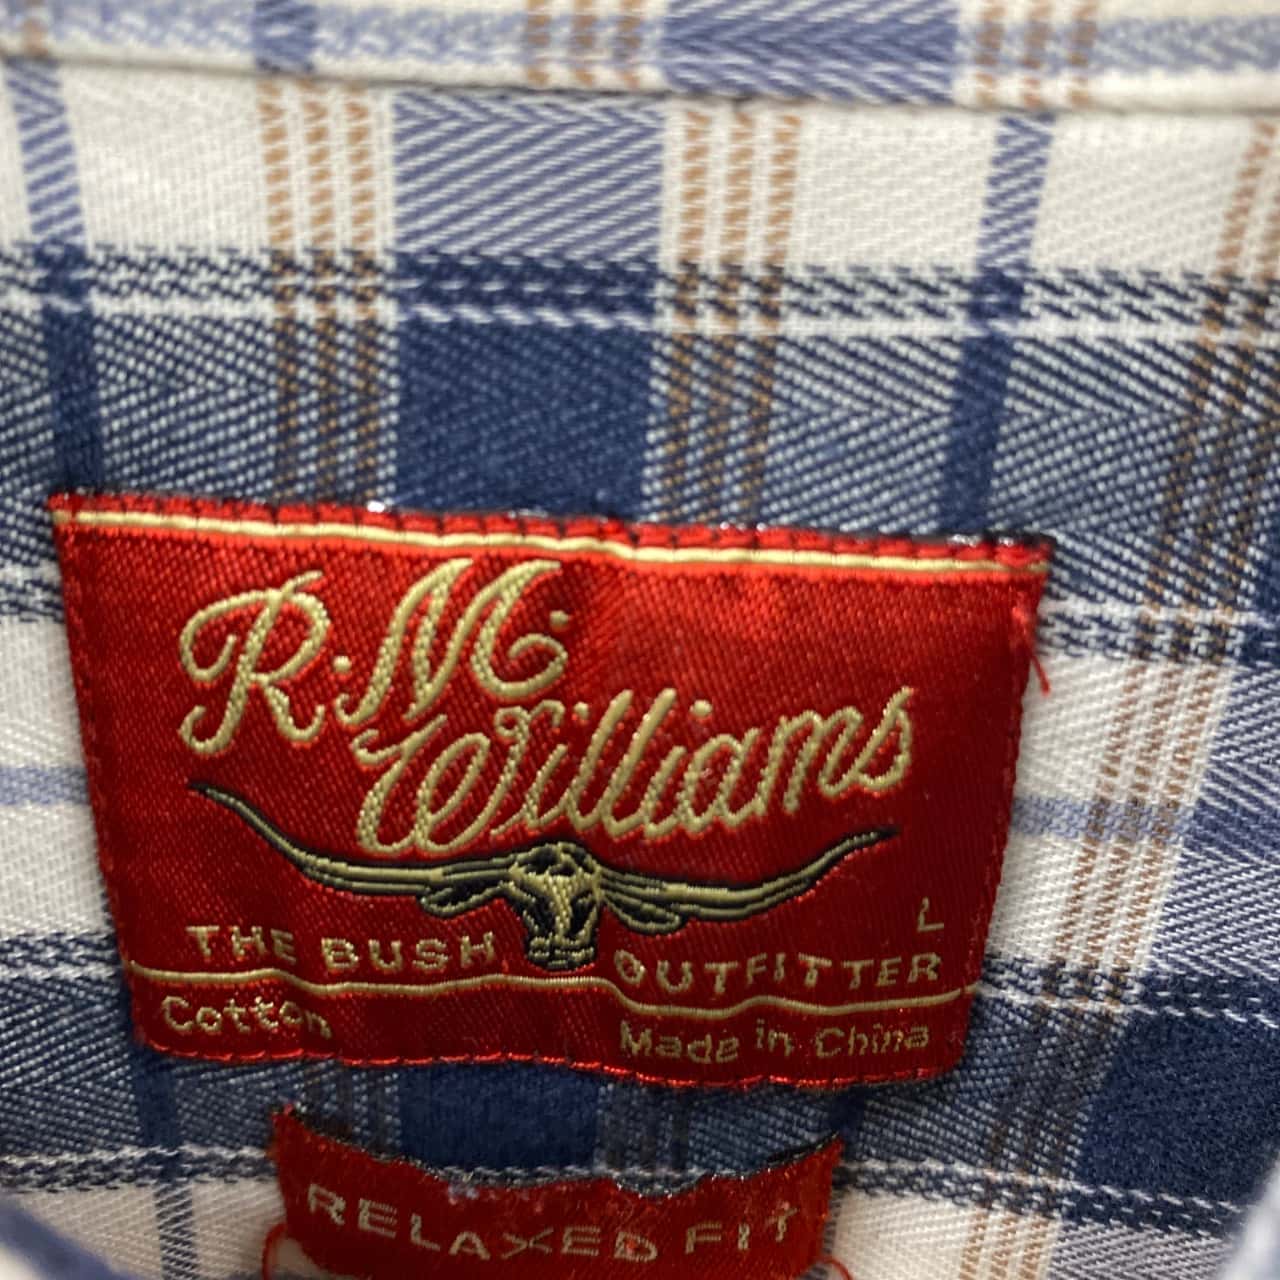 R.M.
Williams
L
THE BUSH OUTFITTER
Cotton Made in China
RELAXED FIT